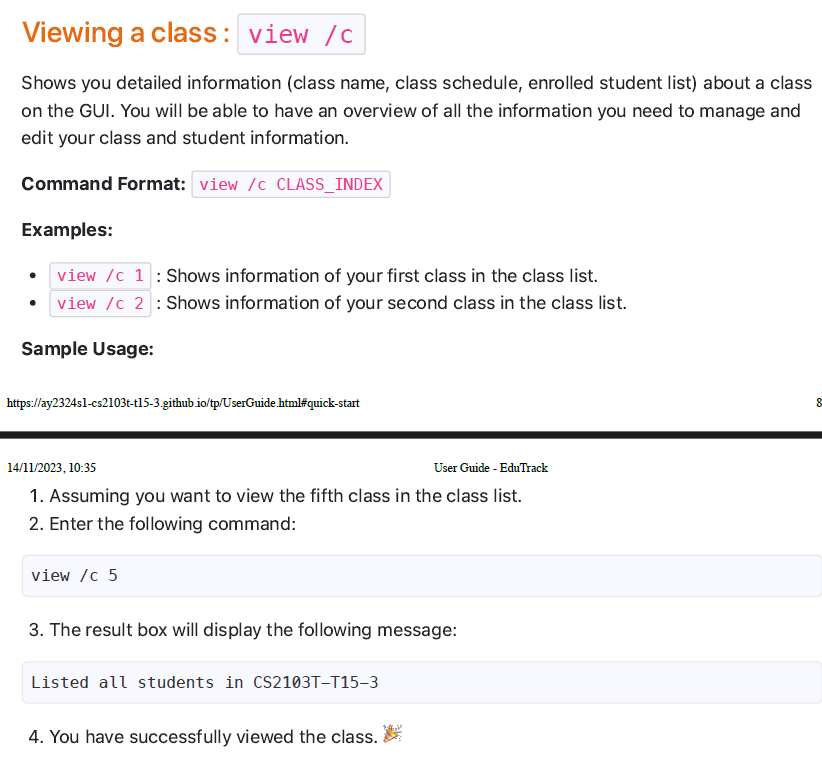 Viewing a class : view /c
Shows you detailed information (class name, class schedule, enrolled student list) about a class
on the GUI. You will be able to have an overview of all the information you need to manage and
edit your class and student information.
Command Format: view /c CLASS_INDEX
Examples:
• view /c 1 : Shows information of your first class in the class list.
• view /c 2 : Shows information of your second class in the class list.
Sample Usage:
https://ay2324s1-cs2103t-t15-3.github.io/tp/UserGuide.html#quick-start 8
14/11/2023, 10:35 User Guide - EduTrack
1. Assuming you want to view the fifth class in the class list.
2. Enter the following command:
view /c 5
3. The result box will display the following message:
Listed all students in CS2103T-T15-3
4. You have successfully viewed the class. 🎉